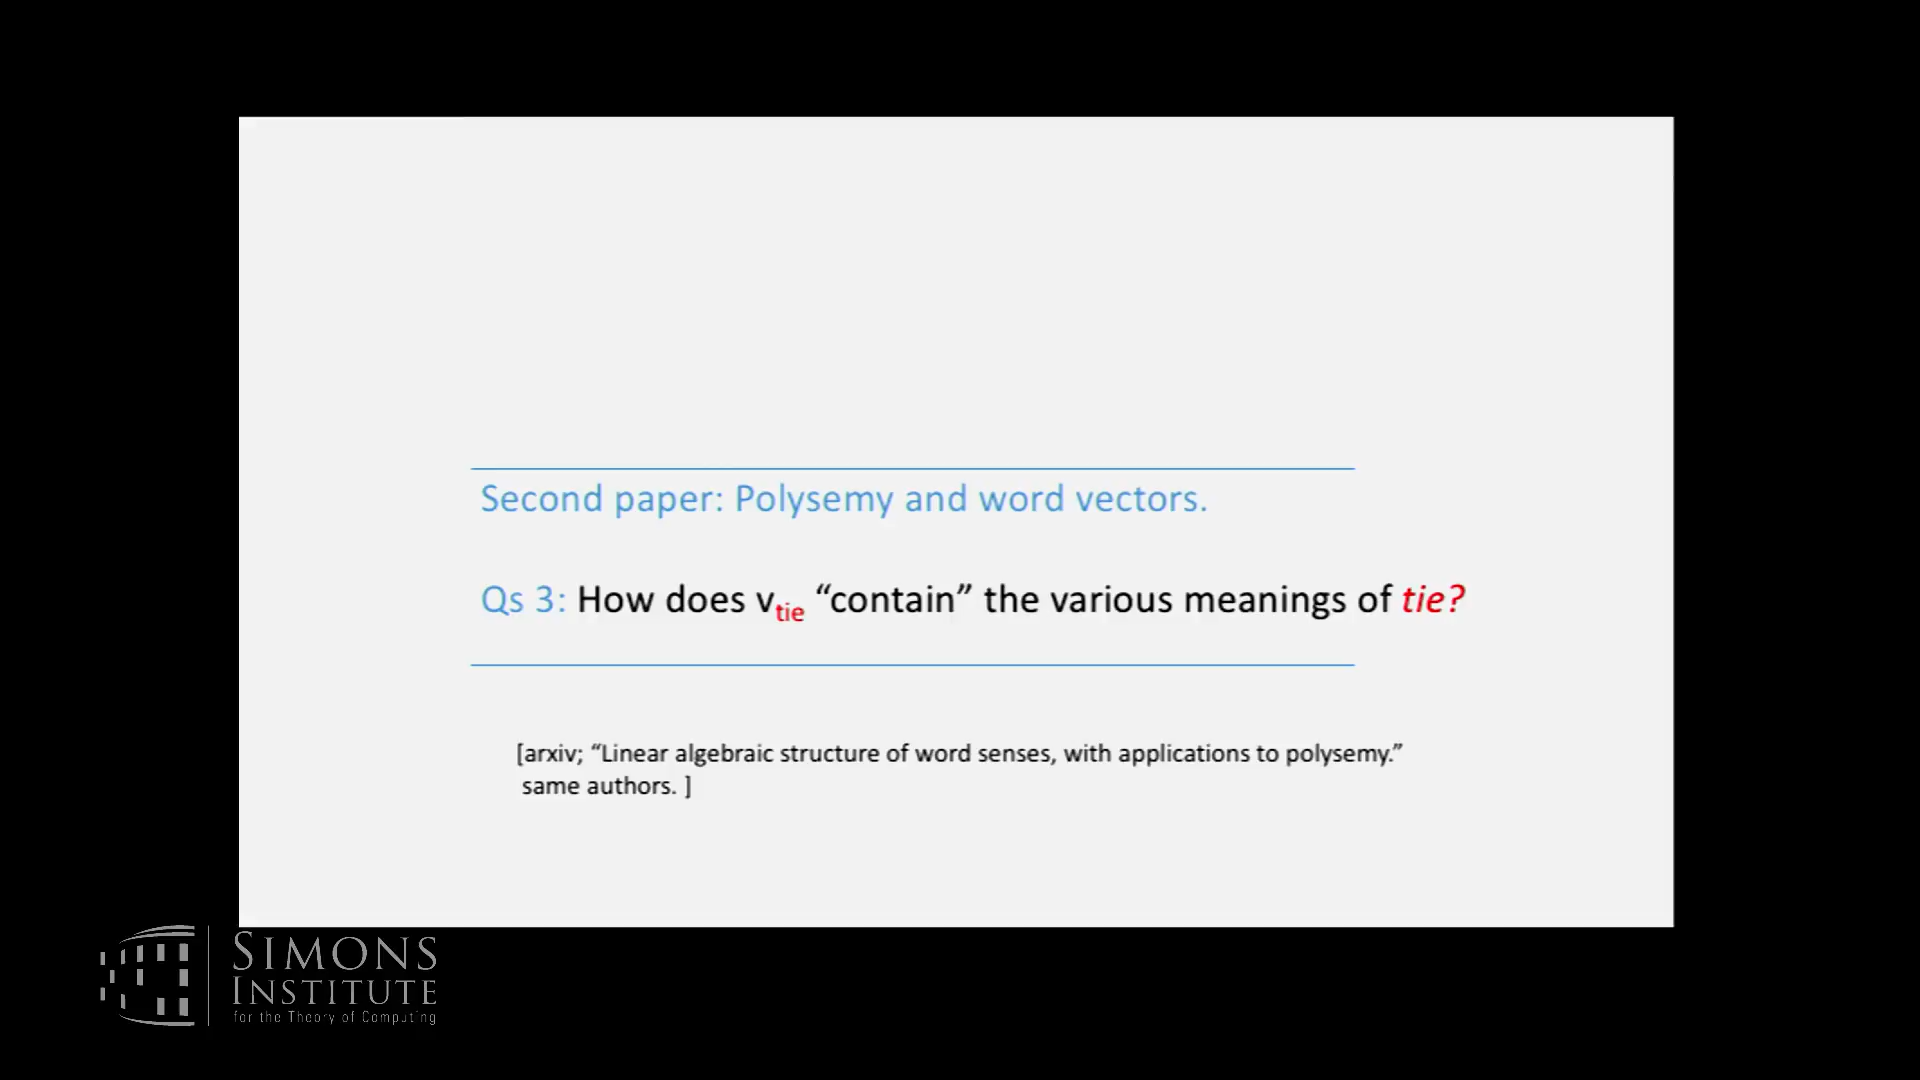 Second paper: Polysemy and word vectors.
Qs 3: How does vtie “contain” the various meanings of tie?
[arxiv; “Linear algebraic structure of word senses, with applications to polysemy.”
same authors. ]
SIMONS
INSTITUTE
for the Theory of Computing